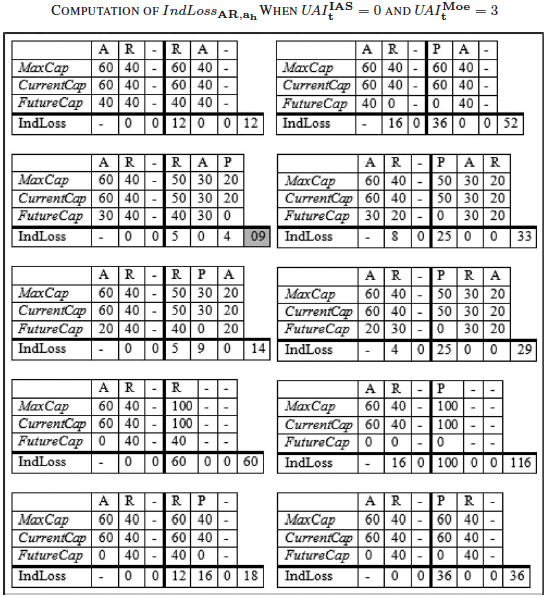 COMPUTATION OF IndLoss AR,ah WHEN UAI t IAS = 0 AND UAI t Moe = 3
A R - R A -
MaxCap 60 40 - 60 40 -
CurrentCap 60 40 - 60 40 -
FutureCap 40 40 - 40 40 -
IndLoss - 0 0 12 0 0 12
A R - P A -
MaxCap 60 40 - 60 40 -
CurrentCap 60 40 - 60 40 -
FutureCap 40 0 - 0 40 -
IndLoss - 16 0 36 0 0 52
A R - R A P
MaxCap 60 40 - 50 30 20
CurrentCap 60 40 - 50 30 20
FutureCap 30 40 - 40 30 0
IndLoss - 0 0 5 0 4 09
A R - P A R
MaxCap 60 40 - 50 30 20
CurrentCap 60 40 - 50 30 20
FutureCap 30 20 - 0 30 20
IndLoss - 8 0 25 0 0 33
A R - R P A
MaxCap 60 40 - 50 30 20
CurrentCap 60 40 - 50 30 20
FutureCap 20 40 - 40 0 20
IndLoss - 0 0 5 9 0 14
A R - P R A
MaxCap 60 40 - 50 30 20
CurrentCap 60 40 - 50 30 20
FutureCap 20 30 - 0 30 20
IndLoss - 4 0 25 0 0 29
A R - R - -
MaxCap 60 40 - 100 - -
CurrentCap 60 40 - 100 - -
FutureCap 0 40 - 40 - -
IndLoss - 0 0 60 0 0 60
A R - P - -
MaxCap 60 40 - 100 - -
CurrentCap 60 40 - 100 - -
FutureCap 0 0 - 0 - -
IndLoss - 16 0 100 0 0 116
A R - R P -
MaxCap 60 40 - 60 40 -
CurrentCap 60 40 - 60 40 -
FutureCap 0 40 - 40 0 -
IndLoss - 0 0 12 16 0 18
A R - P R -
MaxCap 60 40 - 60 40 -
CurrentCap 60 40 - 60 40 -
FutureCap 0 40 - 0 40 -
IndLoss - 0 0 36 0 0 36